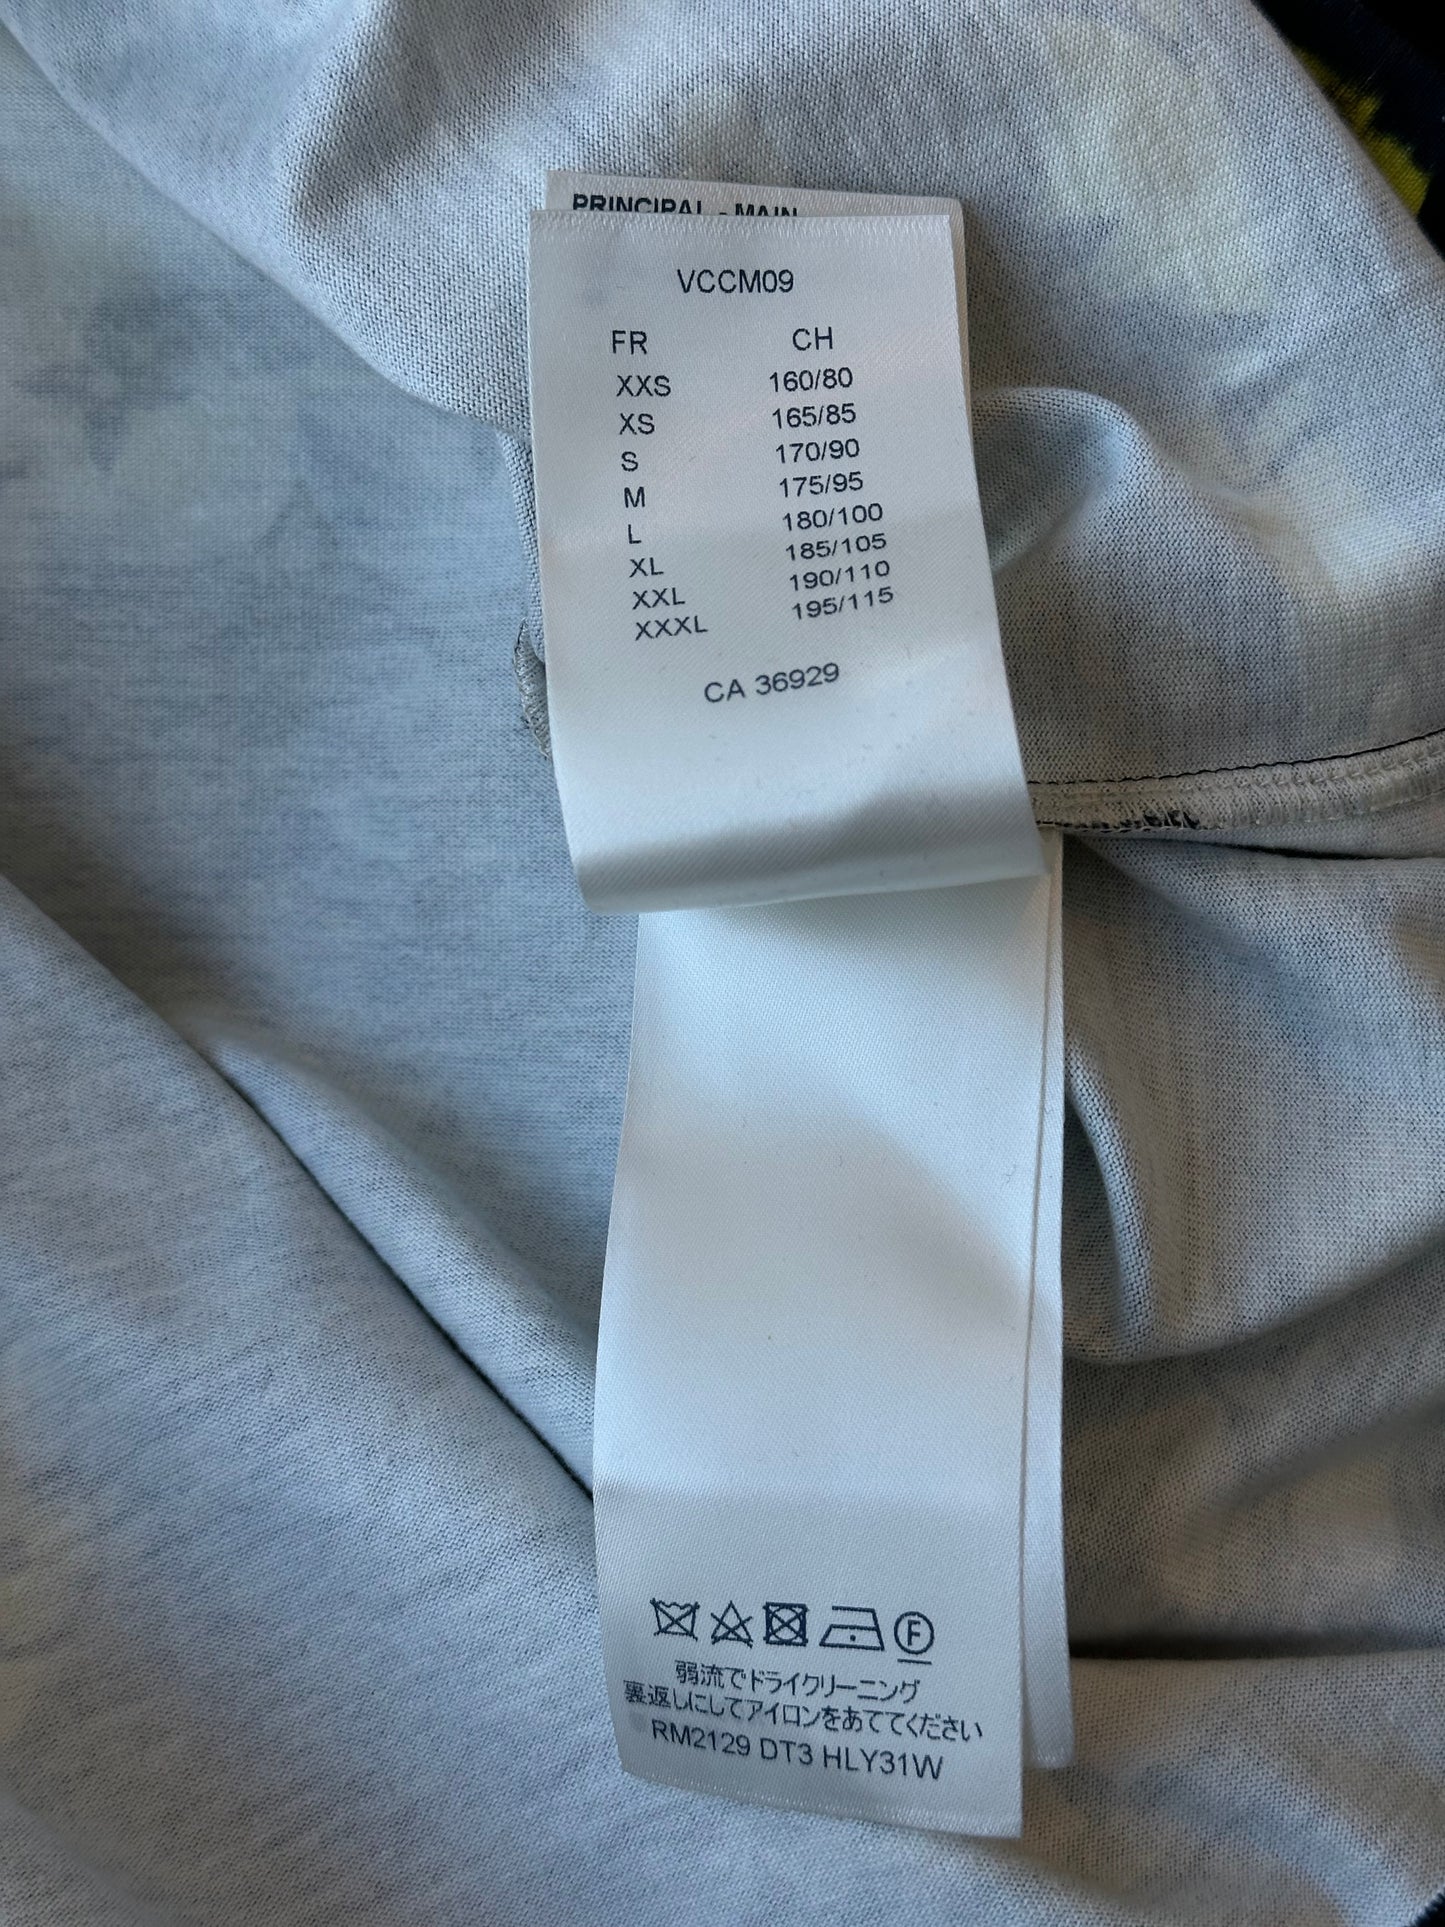 PRINCIPAL - MAIN
VCCM09
FR CH
XXS 160/80
XS 165/85
S 170/90
M 175/95
L 180/100
XL 185/105
XXL 190/110
XXXL 195/115
CA 36929
F
弱流でドライクリーニング
裏返しにしてアイロンをあててください
RM2129 DT3 HLY31W